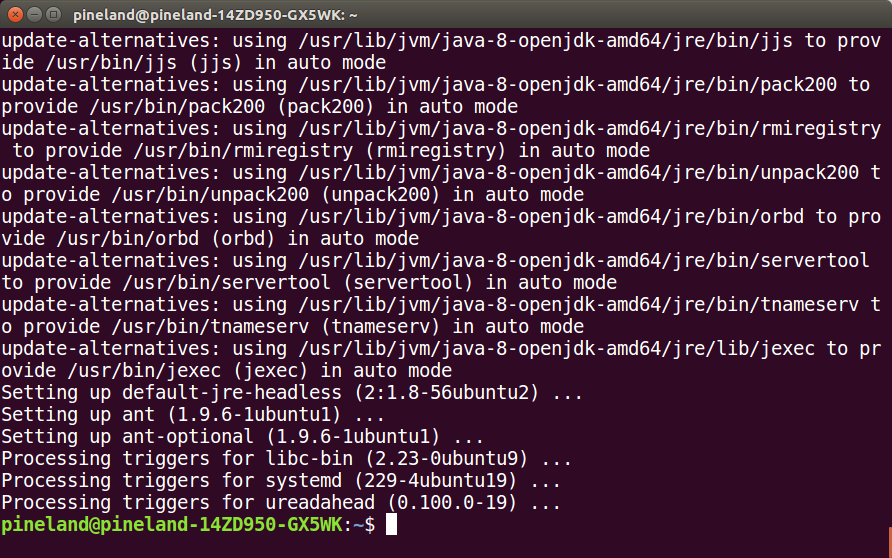 pineland@pineland-14ZD950-GX5WK: ~
update-alternatives: using /usr/lib/jvm/java-8-openjdk-amd64/jre/bin/jjs to prov
ide /usr/bin/jjs (jjs) in auto mode
update-alternatives: using /usr/lib/jvm/java-8-openjdk-amd64/jre/bin/pack200 to
provide /usr/bin/pack200 (pack200) in auto mode
update-alternatives: using /usr/lib/jvm/java-8-openjdk-amd64/jre/bin/rmiregistry
 to provide /usr/bin/rmiregistry (rmiregistry) in auto mode
update-alternatives: using /usr/lib/jvm/java-8-openjdk-amd64/jre/bin/unpack200 t
o provide /usr/bin/unpack200 (unpack200) in auto mode
update-alternatives: using /usr/lib/jvm/java-8-openjdk-amd64/jre/bin/orbd to pro
vide /usr/bin/orbd (orbd) in auto mode
update-alternatives: using /usr/lib/jvm/java-8-openjdk-amd64/jre/bin/servertool
to provide /usr/bin/servertool (servertool) in auto mode
update-alternatives: using /usr/lib/jvm/java-8-openjdk-amd64/jre/bin/tnameserv t
o provide /usr/bin/tnameserv (tnameserv) in auto mode
update-alternatives: using /usr/lib/jvm/java-8-openjdk-amd64/jre/lib/jexec to pr
ovide /usr/bin/jexec (jexec) in auto mode
Setting up default-jre-headless (2:1.8-56ubuntu2) ...
Setting up ant (1.9.6-1ubuntu1) ...
Setting up ant-optional (1.9.6-1ubuntu1) ...
Processing triggers for libc-bin (2.23-0ubuntu9) ...
Processing triggers for systemd (229-4ubuntu19) ...
Processing triggers for ureadahead (0.100.0-19) ...
pineland@pineland-14ZD950-GX5WK:~$